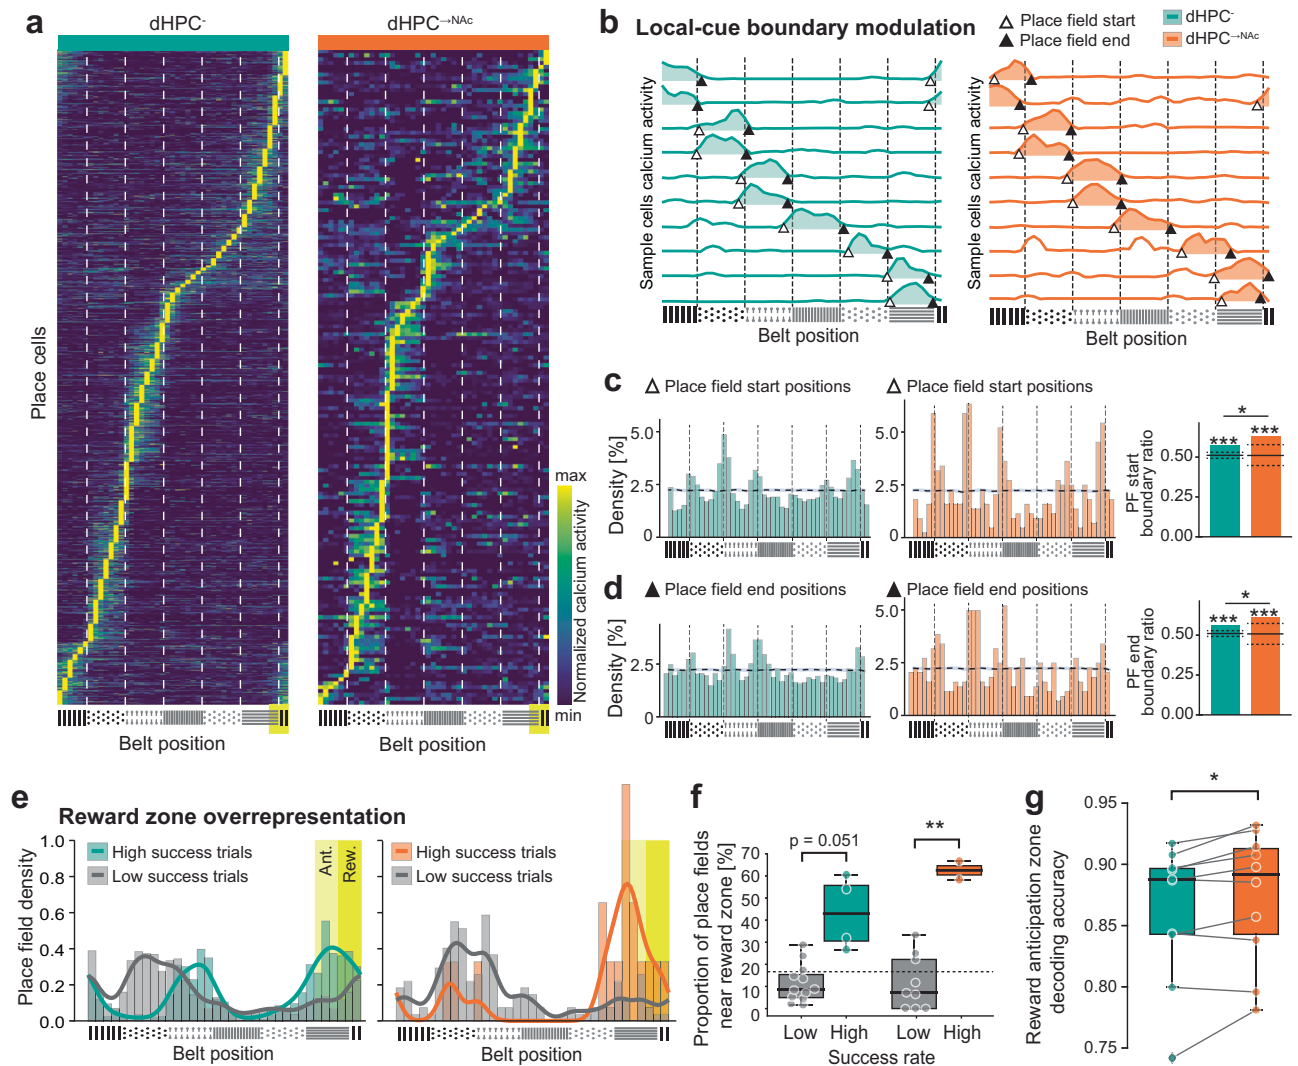 a
dHPC⁻
dHPC→NAc
Place cells
max
Normalized calcium activity
min
Belt position
Belt position
b Local-cue boundary modulation
Place field start
Place field end
dHPC⁻
dHPC→NAc
Sample cells calcium activity
Sample cells calcium activity
Belt position
Belt position
c
Place field start positions
Place field start positions
Density [%]
5.0
2.5
0
5.0
2.5
0
PF start
boundary ratio
0.50
0.25
0.00
***
*
***
d
Place field end positions
Place field end positions
Density [%]
2.5
0
5.0
2.5
0
PF end
boundary ratio
0.50
0.25
0.00
***
*
***
e
Reward zone overrepresentation
High success trials
Low success trials
Ant.
Rew.
High success trials
Low success trials
Place field density
1.0
0.8
0.6
0.4
0.2
0.0
Belt position
Belt position
f
p = 0.051
**
Proportion of place fields
near reward zone [%]
70
60
50
40
30
20
10
0
Low
High
Low
High
Success rate
g
*
Reward anticipation zone
decoding accuracy
0.95
0.90
0.85
0.80
0.75